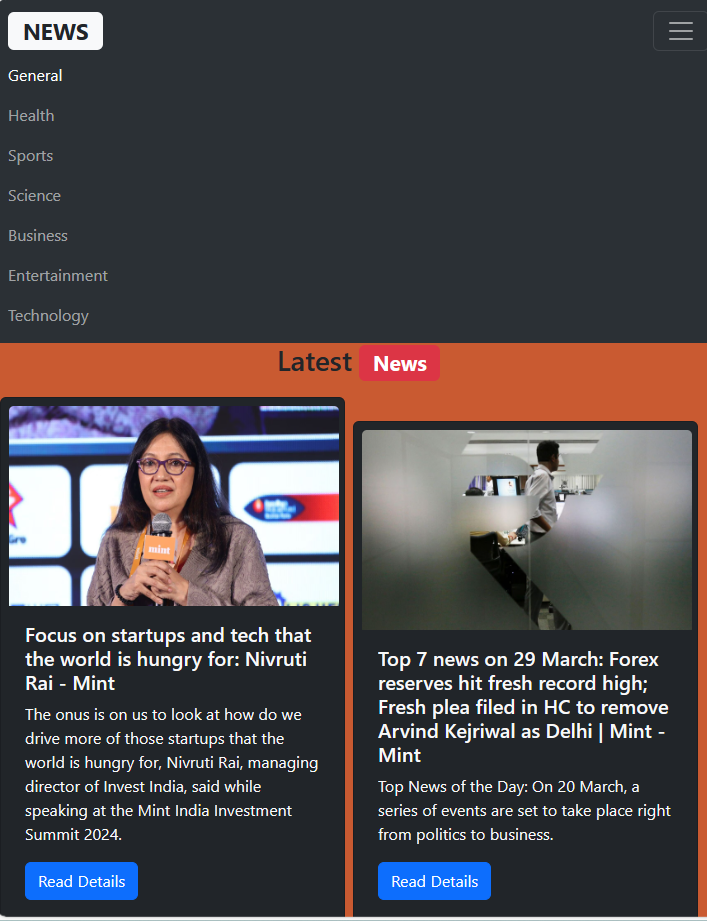 NEWS
General
Health
Sports
Science
Business
Entertainment
Technology
Latest News
mint
Focus on startups and tech that
the world is hungry for: Nivruti
Rai - Mint
The onus is on us to look at how do we
drive more of those startups that the
world is hungry for, Nivruti Rai, managing
director of Invest India, said while
speaking at the Mint India Investment
Summit 2024.
Read Details
Top 7 news on 29 March: Forex
reserves hit fresh record high;
Fresh plea filed in HC to remove
Arvind Kejriwal as Delhi | Mint -
Mint
Top News of the Day: On 20 March, a
series of events are set to take place right
from politics to business.
Read Details